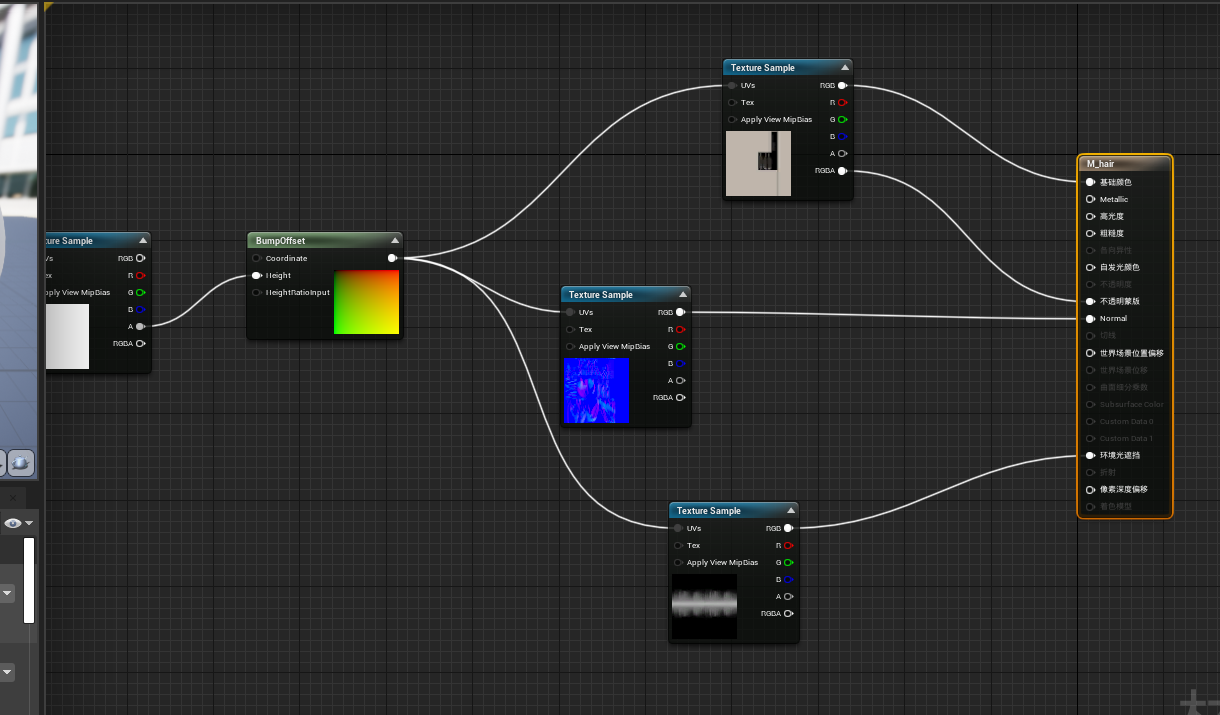 Texture Sample
UVs
RGB
Tex
R
Apply View MipBias
G
B
A
RGBA
M_hair
基础颜色
Metallic
高光度
粗糙度
各向异性
自发光颜色
不透明度
不透明蒙版
Normal
切线
世界场景位置偏移
世界场景位移
曲面细分乘数
Subsurface Color
Custom Data 0
Custom Data 1
环境光遮挡
折射
像素深度偏移
着色模型
ture Sample
Vs
RGB
ex
R
pply View MipBias
G
B
A
RGBA
BumpOffset
Coordinate
Height
HeightRatioInput
Texture Sample
UVs
RGB
Tex
R
Apply View MipBias
G
B
A
RGBA
Texture Sample
UVs
RGB
Tex
R
Apply View MipBias
G
B
A
RGBA